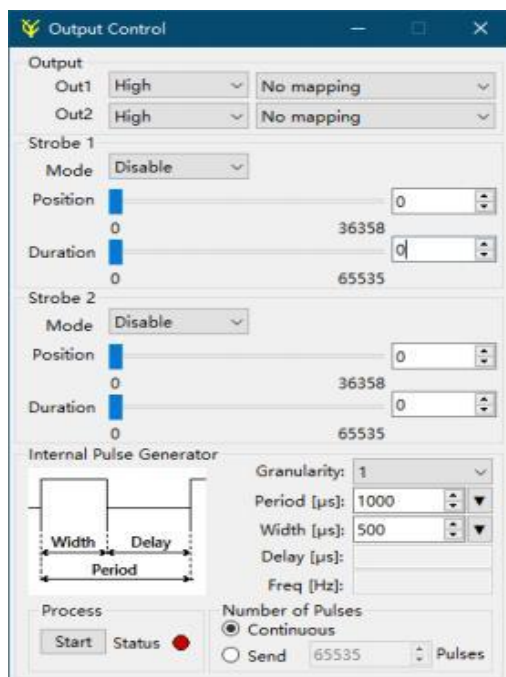 Output Control
Output
Out1 High No mapping
Out2 High No mapping
Strobe 1
Mode Disable
Position 0
0 36358
Duration 0
0 65535
Strobe 2
Mode Disable
Position 0
0 36358
Duration 0
0 65535
Internal Pulse Generator
Granularity: 1
Period [µs]: 1000
Width [µs]: 500
Delay [µs]:
Freq [Hz]:
Width Delay
Period
Process
Start Status
Number of Pulses
Continuous
Send 65535 Pulses